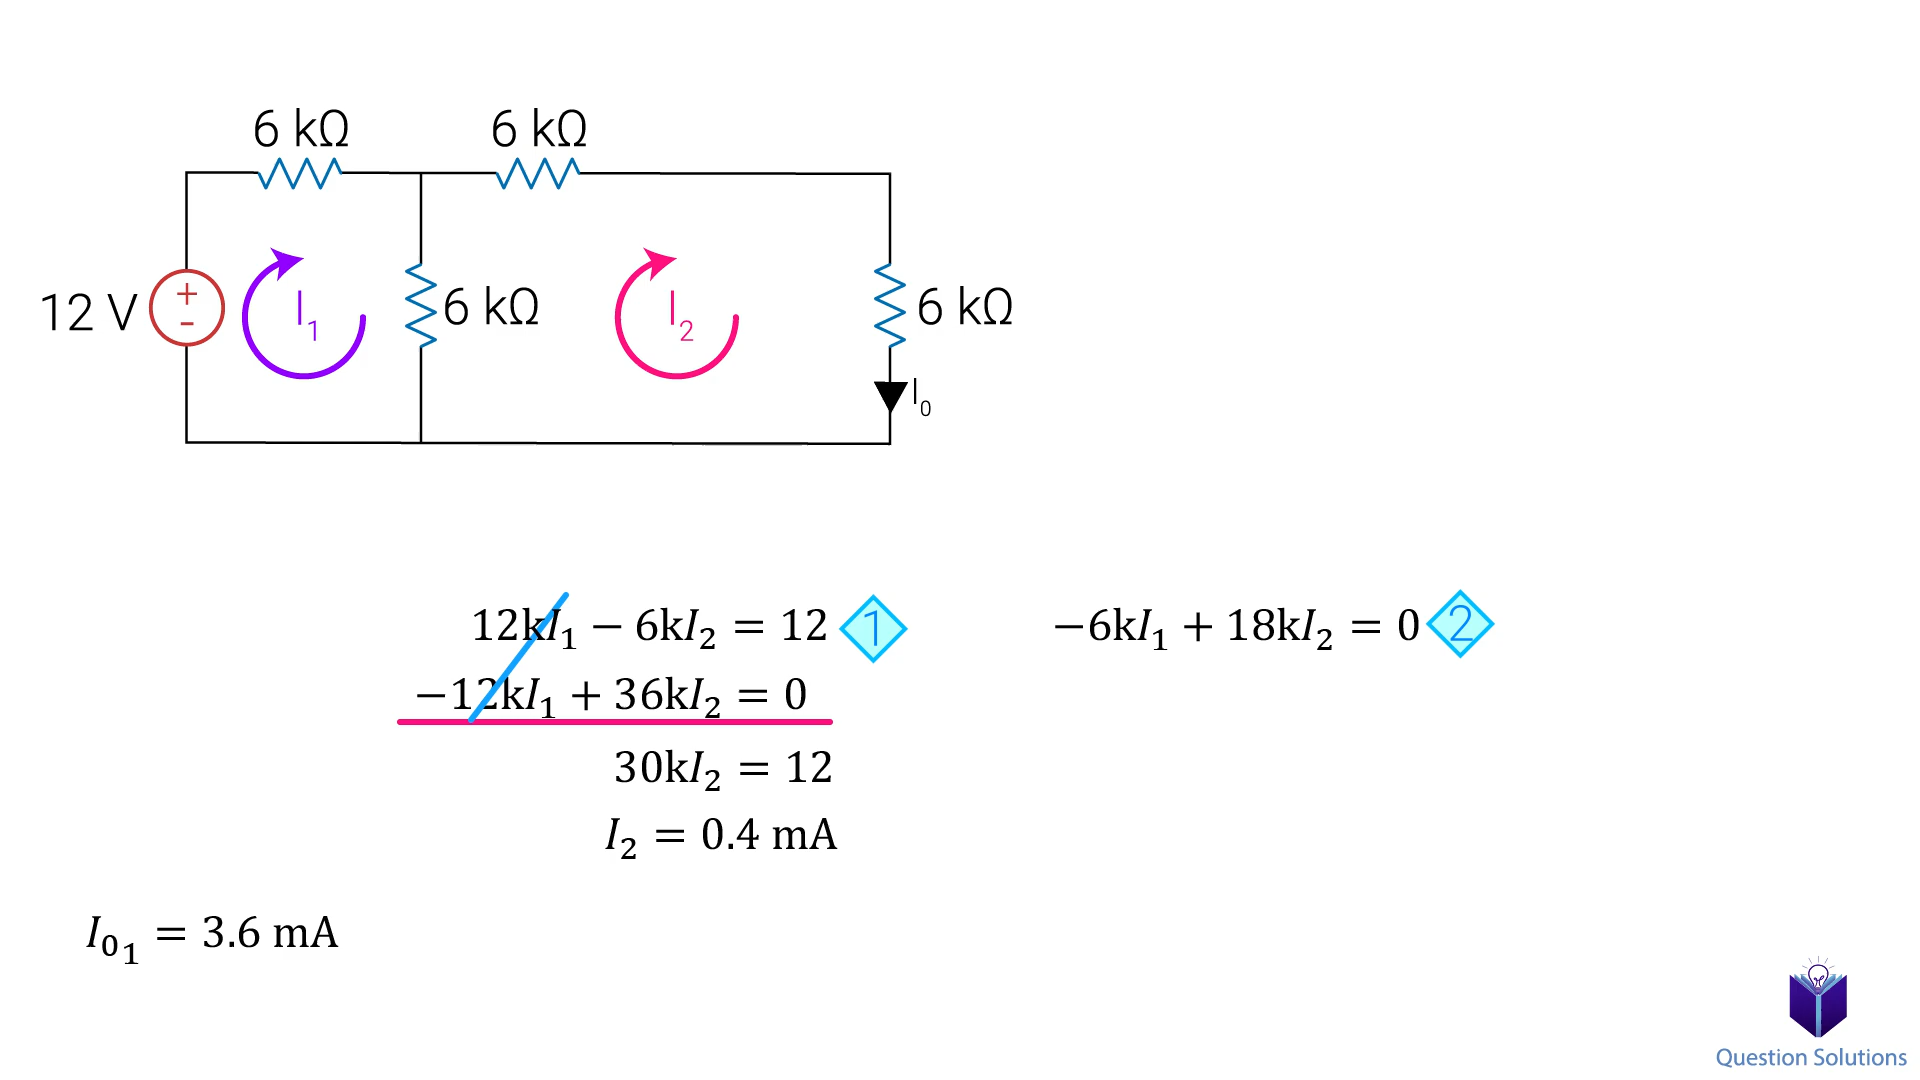 6 kΩ 6 kΩ
12 V + - I₁ 6 kΩ I₂ 6 kΩ
I₀
12kI₁ − 6kI₂ = 12 1 −6kI₁ + 18kI₂ = 0 2
−12kI₁ + 36kI₂ = 0
30kI₂ = 12
I₂ = 0.4 mA
I₀₁ = 3.6 mA
Question Solutions